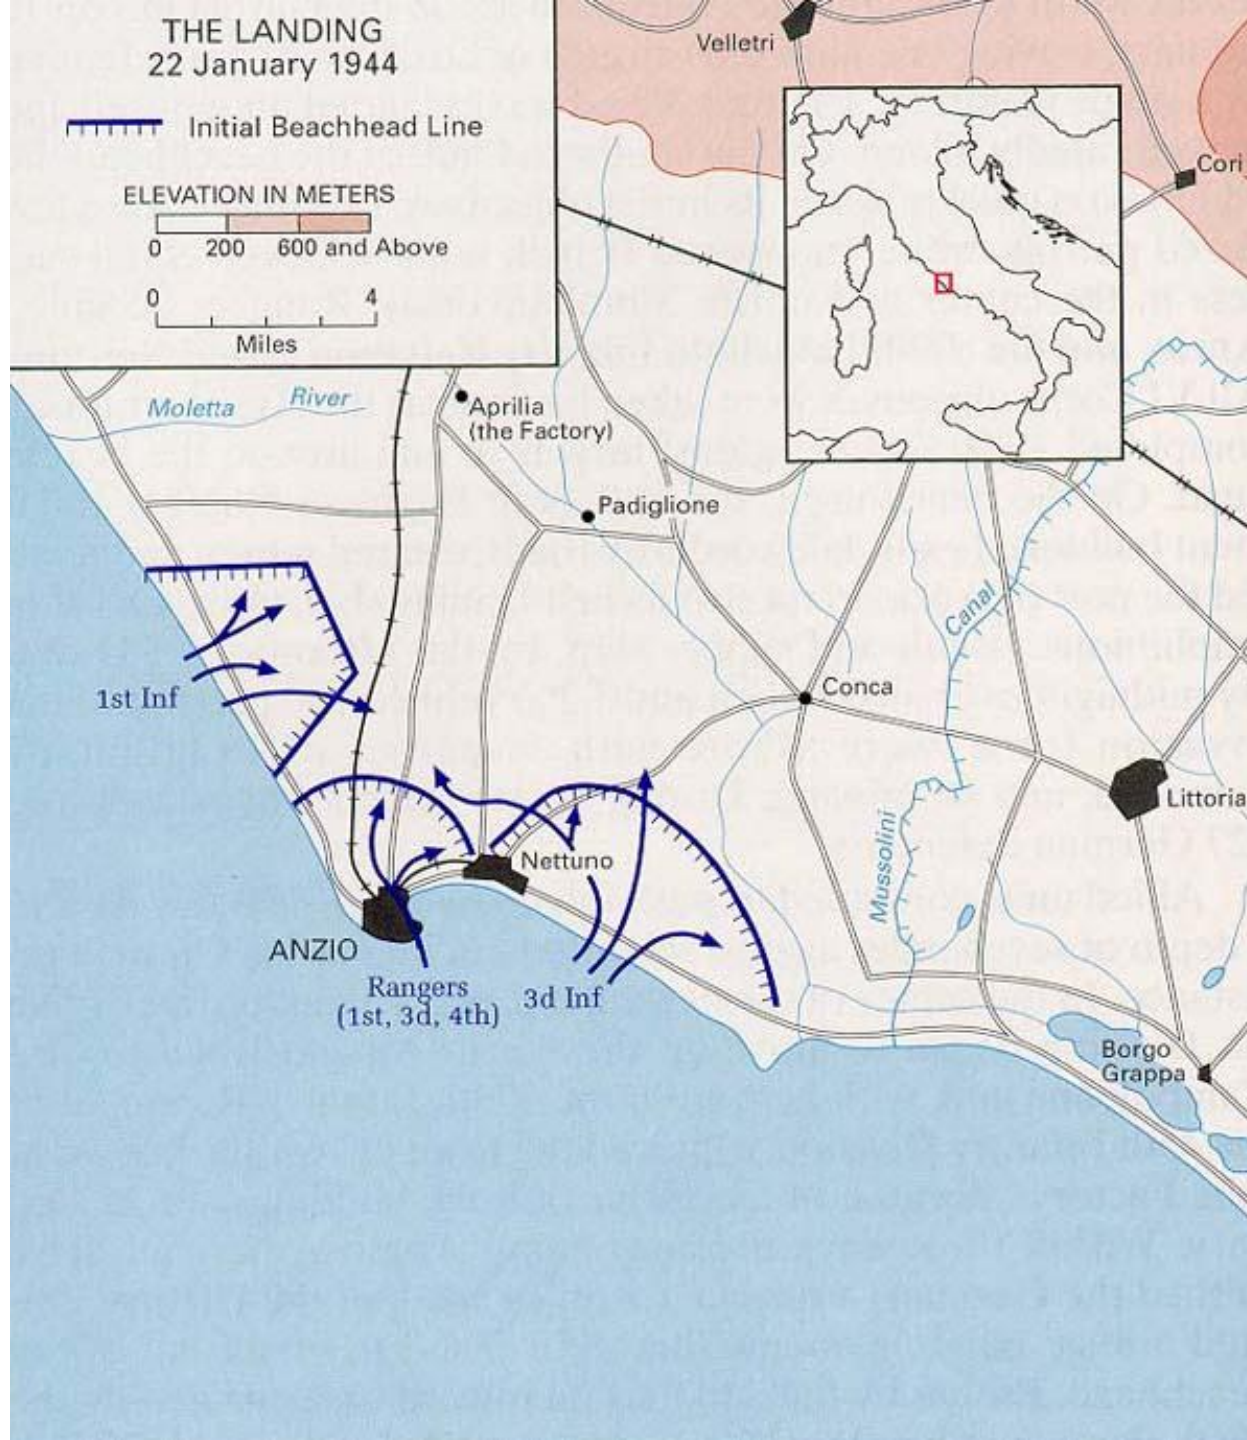 THE LANDING
22 January 1944
Initial Beachhead Line
ELEVATION IN METERS
0 200 600 and Above
0 4
Miles
Velletri
Cori
Moletta River
Aprilia
(the Factory)
Padiglione
Canal
1st Inf
Conca
Littoria
Mussolini
Nettuno
ANZIO
Rangers
(1st, 3d, 4th)
3d Inf
Borgo
Grappa